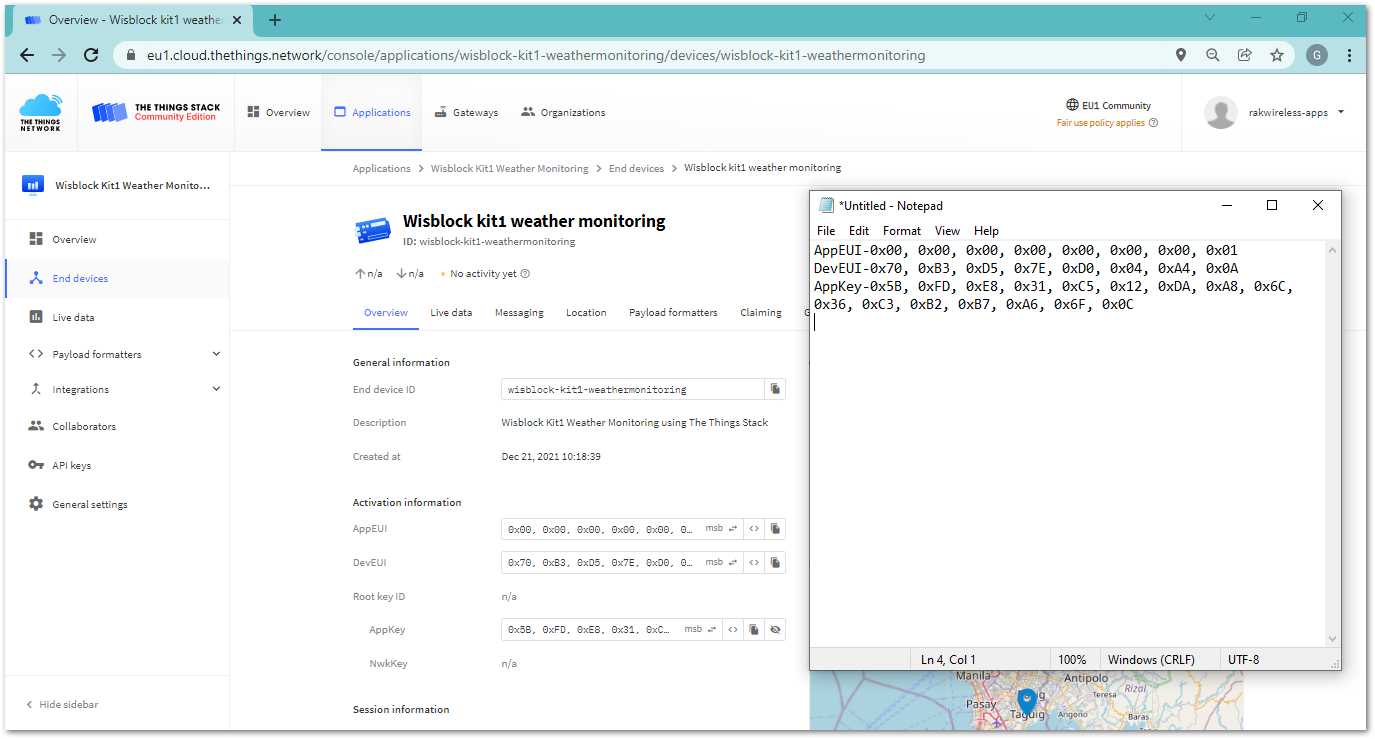 Overview - Wisblock kit1 weathe
eu1.cloud.thethings.network/console/applications/wisblock-kit1-weathermonitoring/devices/wisblock-kit1-weathermonitoring
G
THE THINGS
NETWORK
THE THINGS STACK
Community Edition
Overview
Applications
Gateways
Organizations
EU1 Community
Fair use policy applies
rakwireless-apps
Wisblock Kit1 Weather Monito...
Overview
End devices
Live data
Payload formatters
Integrations
Collaborators
API keys
General settings
Hide sidebar
Applications > Wisblock Kit1 Weather Monitoring > End devices > Wisblock kit1 weather monitoring
Wisblock kit1 weather monitoring
ID: wisblock-kit1-weathermonitoring
↑n/a ↓n/a • No activity yet
Overview Live data Messaging Location Payload formatters Claiming G
General information
End device ID wisblock-kit1-weathermonitoring
Description Wisblock Kit1 Weather Monitoring using The Things Stack
Created at Dec 21, 2021 10:18:39
Activation information
AppEUI 0x00, 0x00, 0x00, 0x00, 0x00, 0… msb <>
DevEUI 0x70, 0xB3, 0xD5, 0x7E, 0xD0, 0… msb <>
Root key ID n/a
AppKey 0x5B, 0xFD, 0xE8, 0x31, 0xC… msb <>
NwkKey n/a
Session information
*Untitled - Notepad
File Edit Format View Help
AppEUI-0x00, 0x00, 0x00, 0x00, 0x00, 0x00, 0x00, 0x01
DevEUI-0x70, 0xB3, 0xD5, 0x7E, 0xD0, 0x04, 0xA4, 0x0A
AppKey-0x5B, 0xFD, 0xE8, 0x31, 0xC5, 0x12, 0xDA, 0xA8, 0x6C,
0x36, 0xC3, 0xB2, 0xB7, 0xA6, 0x6F, 0x0C
Ln 4, Col 1 100% Windows (CRLF) UTF-8
Manila
Antipolo
Rizal
Teresa
Pasay
Taguig
Angono
Baras